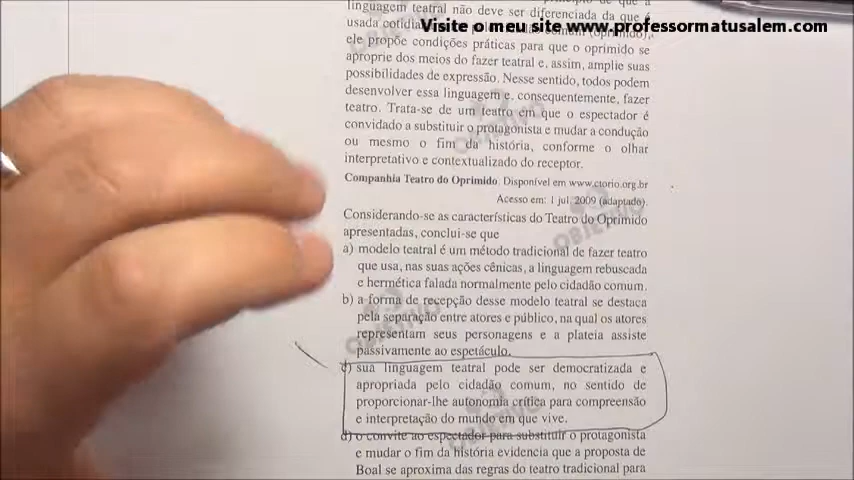 linguagem teatral não deve ser diferenciada da que é
usada
Visite o meu site www.professormatusalem.com
ele propõe condições práticas para que o oprimido se
aproprie dos meios do fazer teatral e, assim, amplie suas
possibilidades de expressão. Nesse sentido, todos podem
desenvolver essa linguagem e, consequentemente, fazer
teatro. Trata-se de um teatro em que o espectador é
convidado a substituir o protagonista e mudar a condução
ou mesmo o fim da história, conforme o olhar
interpretativo e contextualizado do receptor.
Companhia Teatro do Oprimido. Disponível em www.ctorio.org.br
Acesso em: 1 jul. 2009 (adaptado).
Considerando-se as características do Teatro do Oprimido
apresentadas, conclui-se que
a) modelo teatral é um método tradicional de fazer teatro
que usa, nas suas ações cênicas, a linguagem rebuscada
e hermética falada normalmente pelo cidadão comum.
b) a forma de recepção desse modelo teatral se destaca
pela separação entre atores e público, na qual os atores
representam seus personagens e a plateia assiste
passivamente ao espetáculo.
c) sua linguagem teatral pode ser democratizada e
apropriada pelo cidadão comum, no sentido de
proporcionar-lhe autonomia crítica para compreensão
e interpretação do mundo em que vive.
d) o convite ao espectador para substituir o protagonista
e mudar o fim da história evidencia que a proposta de
Boal se aproxima das regras do teatro tradicional para
OBJETIVO
OBJETIVO
OBJETIVO
OBJETIVO